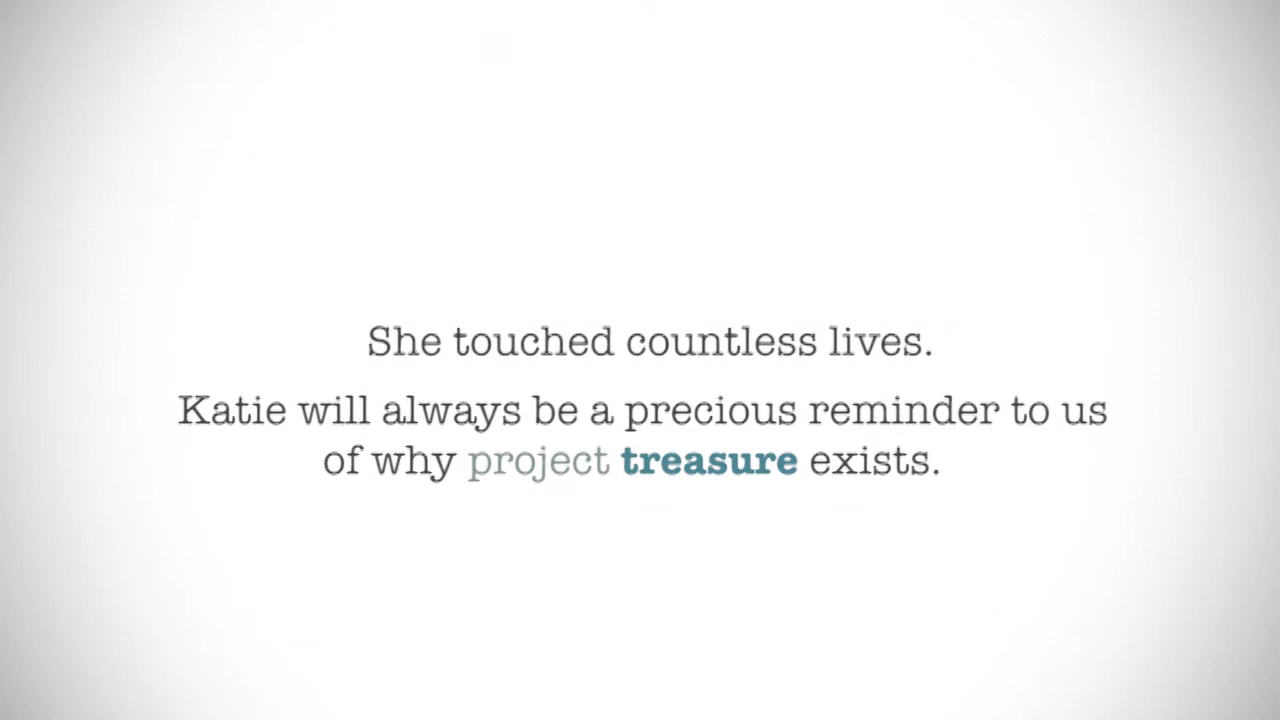 She touched countless lives.
Katie will always be a precious reminder to us
of why project treasure exists.